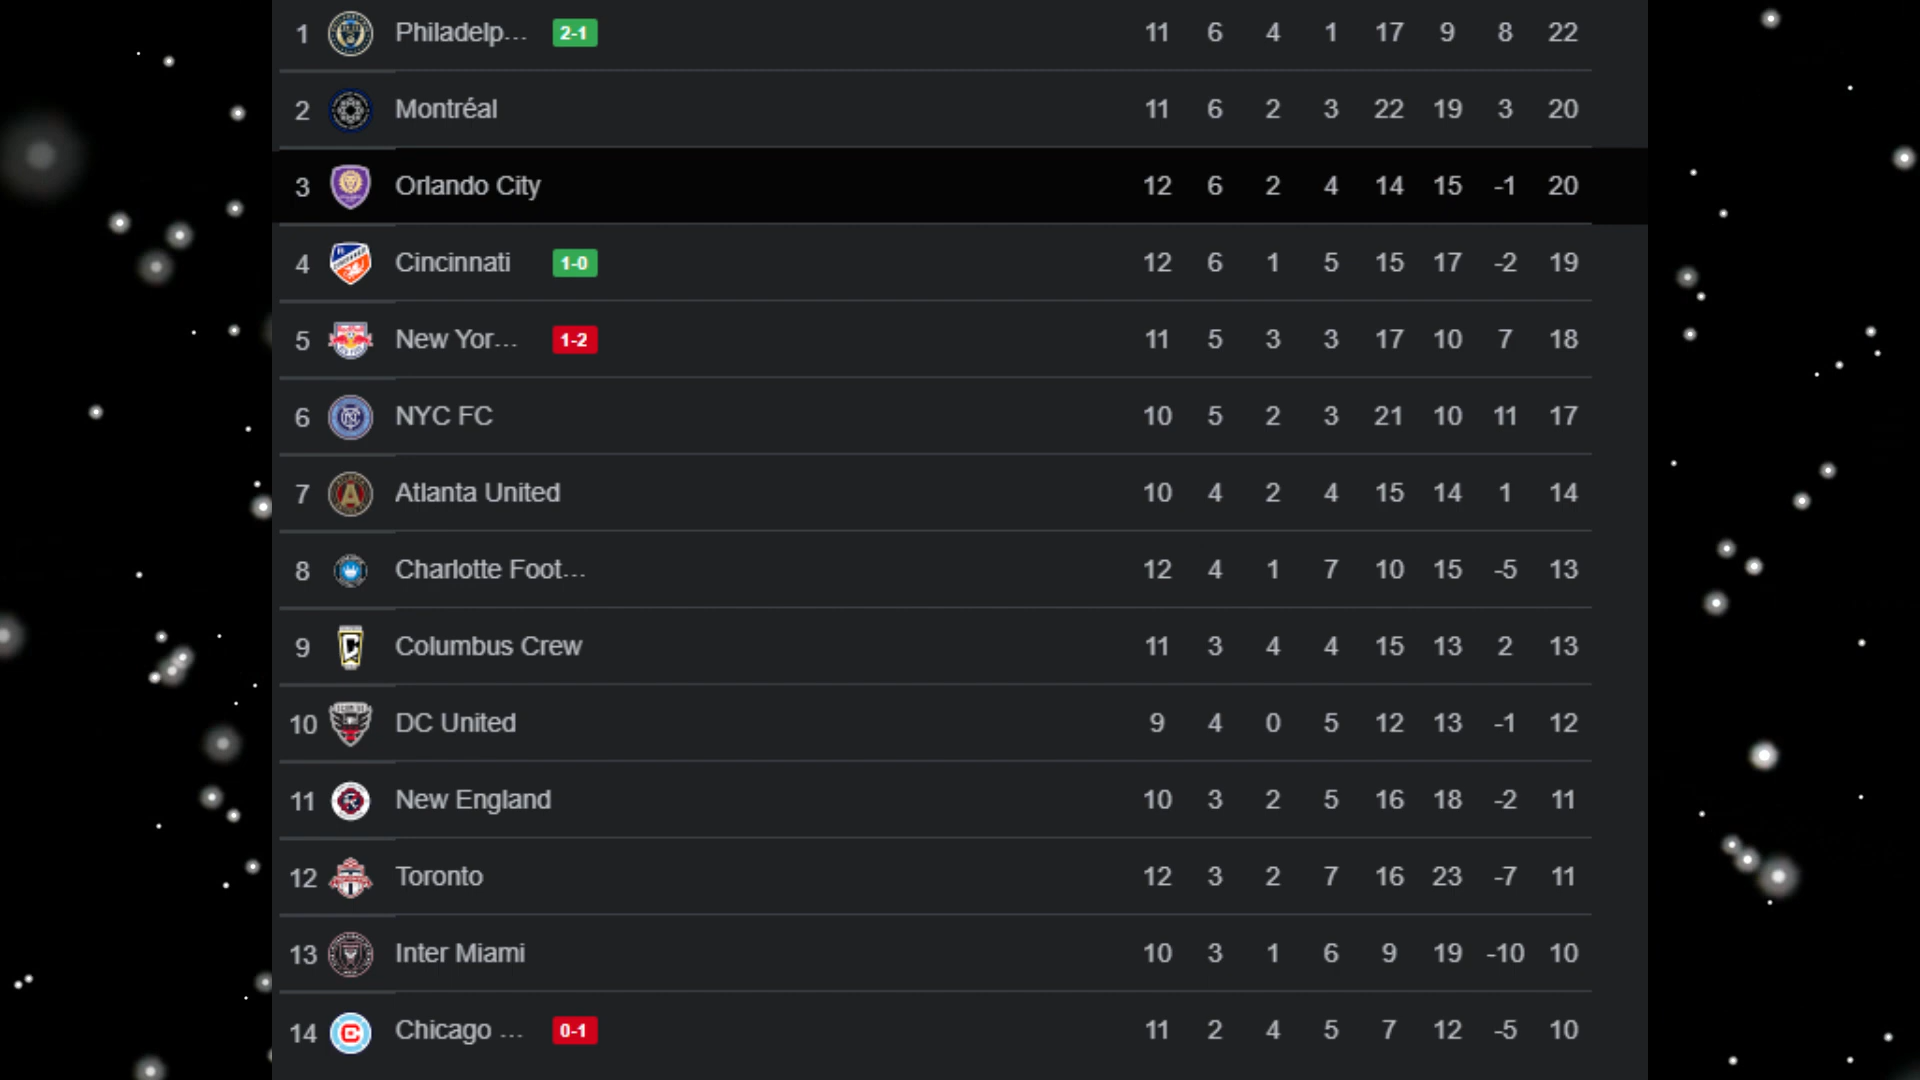 1 Philadelp... 2-1 11 6 4 1 17 9 8 22
2 Montréal 11 6 2 3 22 19 3 20
3 Orlando City 12 6 2 4 14 15 -1 20
4 Cincinnati 1-0 12 6 1 5 15 17 -2 19
5 New Yor... 1-2 11 5 3 3 17 10 7 18
6 NYC FC 10 5 2 3 21 10 11 17
7 Atlanta United 10 4 2 4 15 14 1 14
8 Charlotte Foot... 12 4 1 7 10 15 -5 13
9 Columbus Crew 11 3 4 4 15 13 2 13
10 DC United 9 4 0 5 12 13 -1 12
11 New England 10 3 2 5 16 18 -2 11
12 Toronto 12 3 2 7 16 23 -7 11
13 Inter Miami 10 3 1 6 9 19 -10 10
14 Chicago ... 0-1 11 2 4 5 7 12 -5 10